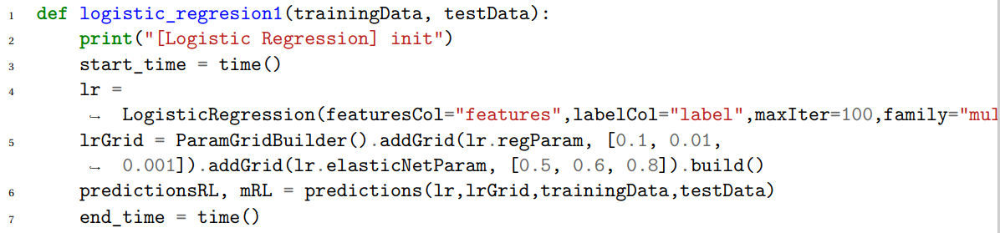 1 def logistic_regresion1(trainingData, testData):
2 print("[Logistic Regression] init")
3 start_time = time()
4 lr =
↪ LogisticRegression(featuresCol="features",labelCol="label",maxIter=100,family="mul
5 lrGrid = ParamGridBuilder().addGrid(lr.regParam, [0.1, 0.01,
↪ 0.001]).addGrid(lr.elasticNetParam, [0.5, 0.6, 0.8]).build()
6 predictionsRL, mRL = predictions(lr,lrGrid,trainingData,testData)
7 end_time = time()